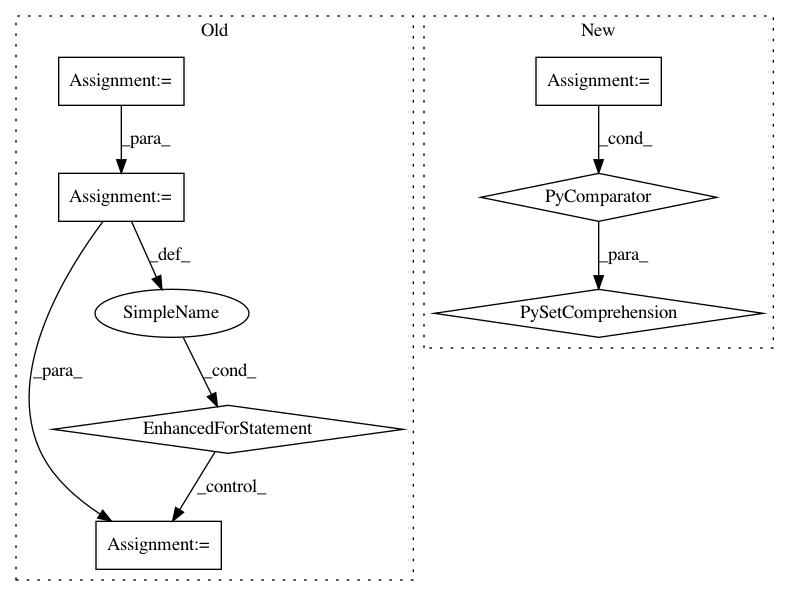 Old
New
Assignment:=
Assignment:=
_para_
_cond_
Assignment:=
PyComparator
_def_
_para_
SimpleName
PySetComprehension
_para_
_cond_
EnhancedForStatement
_control_
Assignment:=